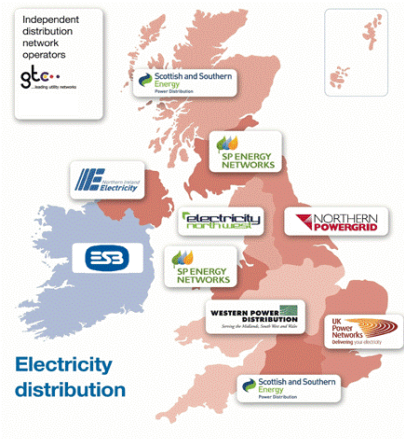 Independent
distribution
network
operators
gtc
...leading utility networks
Scottish and Southern
Energy
Power Distribution
SP ENERGY
NETWORKS
Northern Ireland
Electricity
electricity
northwest
NORTHERN
POWERGRID
ESB
SP ENERGY
NETWORKS
WESTERN POWER
DISTRIBUTION
Serving the Midlands, South West and Wales
UK
Power
Networks
Delivering your electricity
Electricity
distribution
Scottish and Southern
Energy
Power Distribution